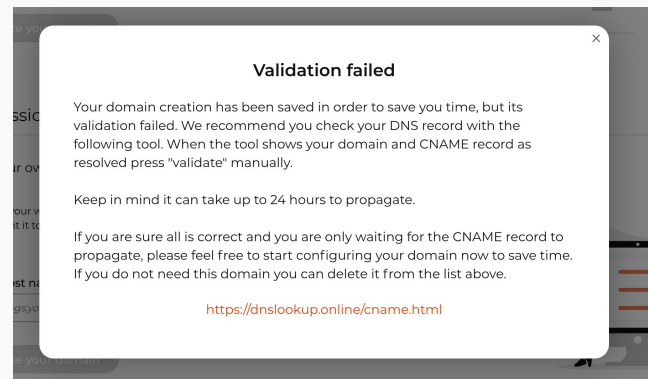 Validation failed
Your domain creation has been saved in order to save you time, but its
validation failed. We recommend you check your DNS record with the
following tool. When the tool shows your domain and CNAME record as
resolved press "validate" manually.
Keep in mind it can take up to 24 hours to propagate.
If you are sure all is correct and you are only waiting for the CNAME record to
propagate, please feel free to start configuring your domain now to save time.
If you do not need this domain you can delete it from the list above.
https://dnslookup.online/cname.html
your domain